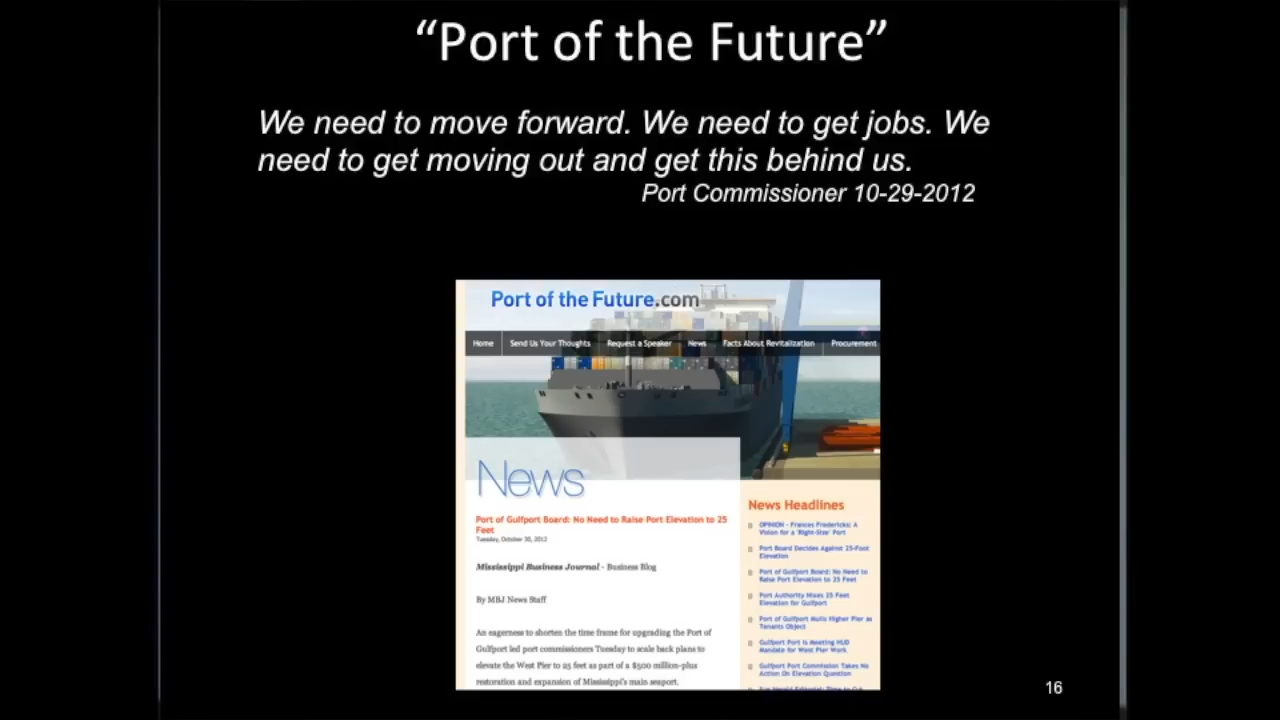 “Port of the Future”
We need to move forward. We need to get jobs. We
need to get moving out and get this behind us.
Port Commissioner 10-29-2012
Port of the Future.com
Home Send Us Your Thoughts Request a Speaker News Facts About Revitalization Procurement
News
Port of Gulfport Board: No Need to Raise Port Elevation to 25
Feet
Tuesday, October 30, 2012
Mississippi Business Journal - Business Blog
By MBJ News Staff
An eagerness to shorten the time frame for upgrading the Port of
Gulfport led port commissioners Tuesday to scale back plans to
elevate the West Pier to 25 feet as part of a $500 million-plus
restoration and expansion of Mississippi's main seaport.
News Headlines
OPINION - Frances Fredericks: A
Vision for a 'Right-Size' Port
Port Board Decides Against 25-Foot
Elevation
Port of Gulfport Board: No Need to
Raise Port Elevation to 25 Feet
Port Authority Nixes 25 Feet
Elevation for Gulfport
Port of Gulfport Mulls Higher Pier as
Tenants Object
Gulfport Port Is Meeting HUD
Mandate for West Pier Work
Gulfport Port Commission Takes No
Action On Elevation Question
16